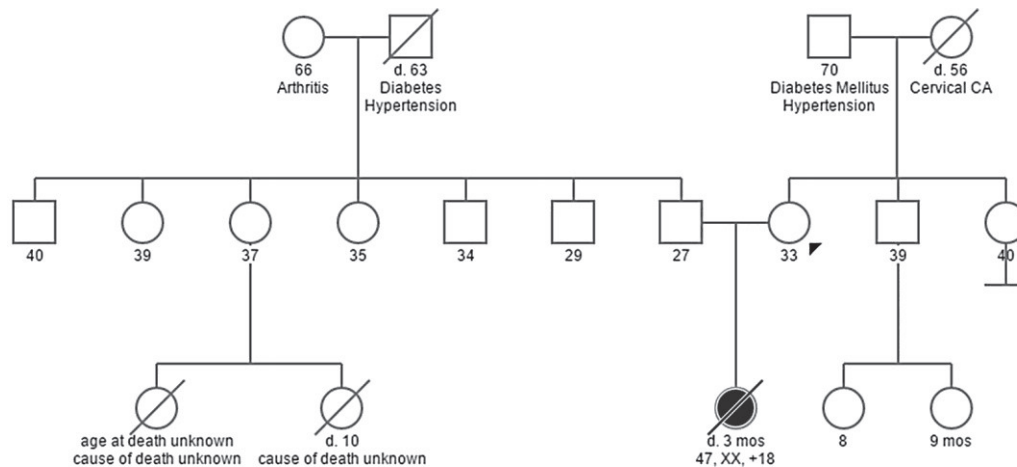 66
Arthritis
d. 63
Diabetes
Hypertension
70
Diabetes Mellitus
Hypertension
d. 56
Cervical CA
40
39
37
35
34
29
27
33
39
40
age at death unknown
cause of death unknown
d. 10
cause of death unknown
d. 3 mos
47, XX, +18
8
9 mos